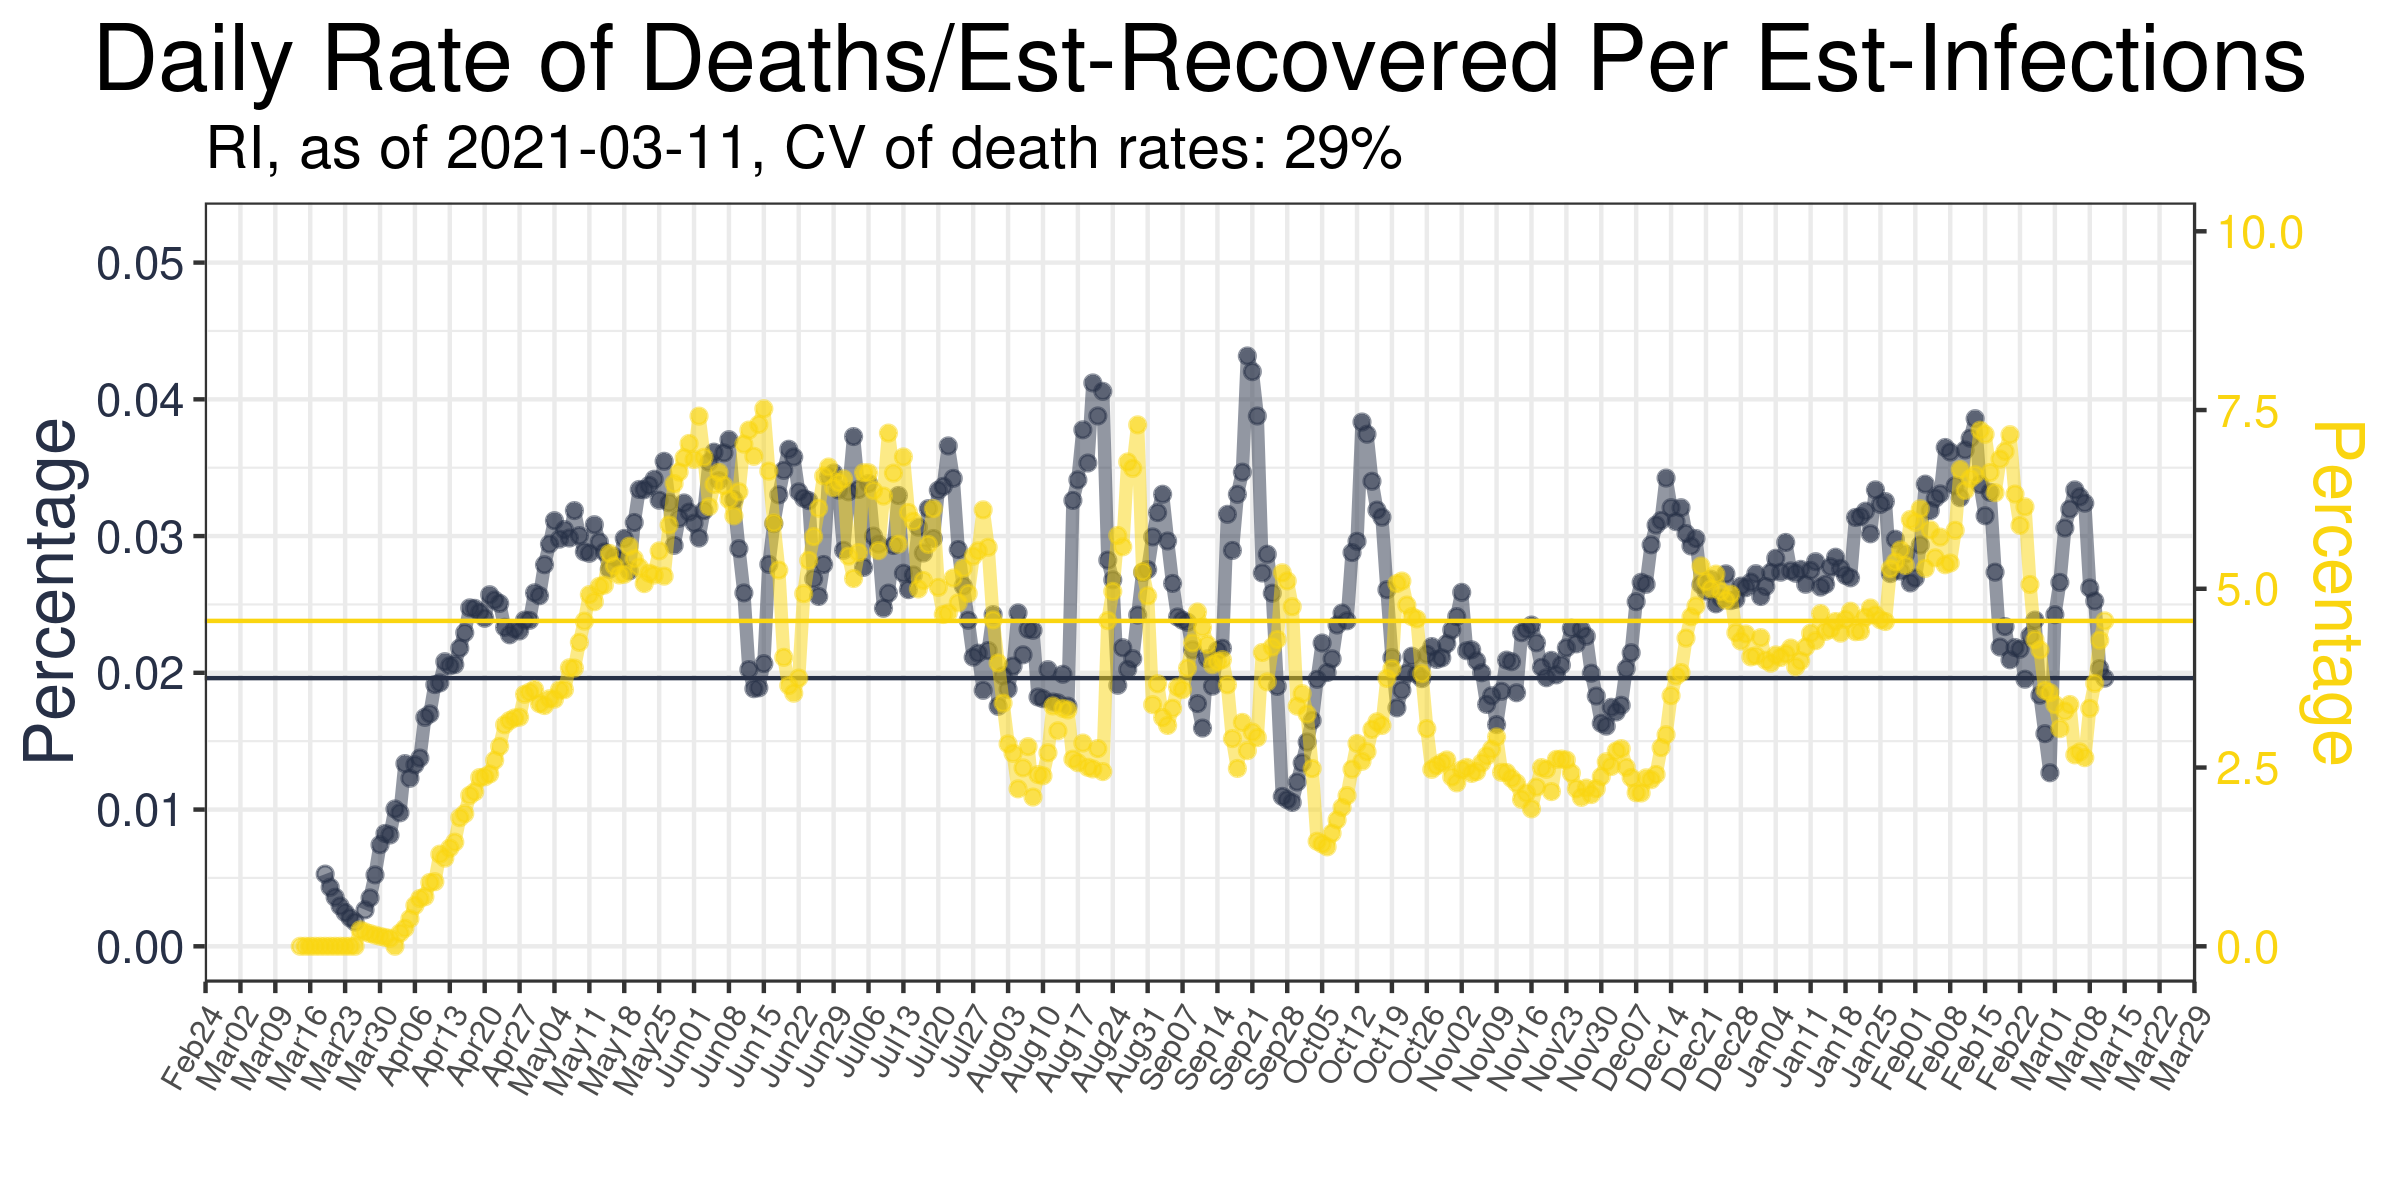 Daily Rate of Deaths/Est-Recovered Per Est-Infections
RI, as of 2021-03-11, CV of death rates: 29%
Percentage
0.05
0.04
0.03
0.02
0.01
0.00
10.0
7.5
5.0
2.5
0.0
Percentage
Feb24
Mar02
Mar09
Mar16
Mar23
Mar30
Apr06
Apr13
Apr20
Apr27
May04
May11
May18
May25
Jun01
Jun08
Jun15
Jun22
Jun29
Jul06
Jul13
Jul20
Jul27
Aug03
Aug10
Aug17
Aug24
Aug31
Sep07
Sep14
Sep21
Sep28
Oct05
Oct12
Oct19
Oct26
Nov02
Nov09
Nov16
Nov23
Nov30
Dec07
Dec14
Dec21
Dec28
Jan04
Jan11
Jan18
Jan25
Feb01
Feb08
Feb15
Feb22
Mar01
Mar08
Mar15
Mar22
Mar29